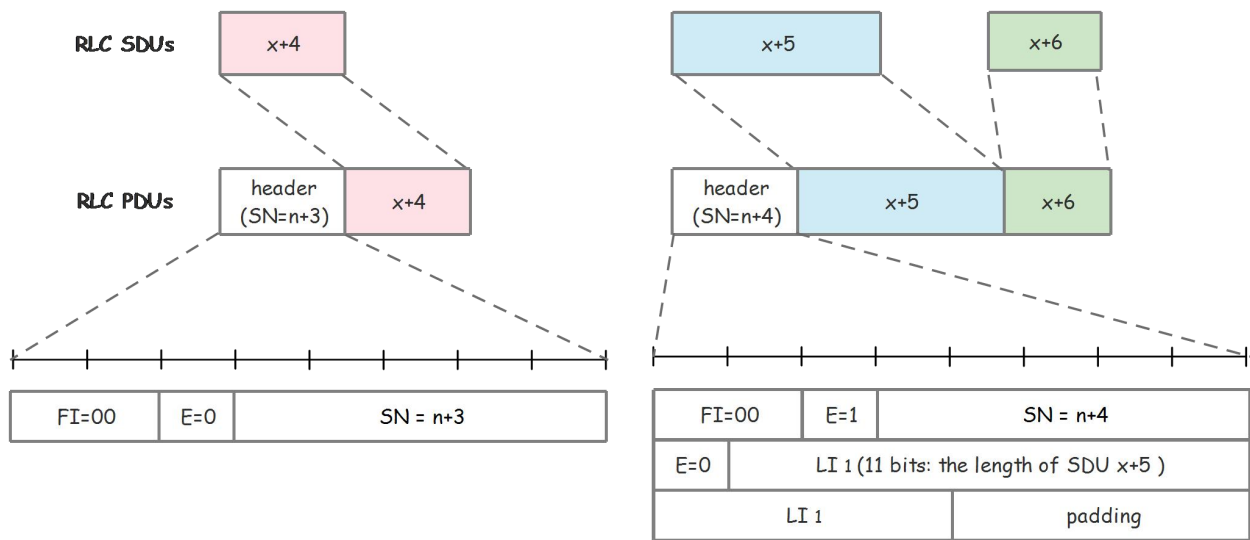 RLC SDUs
x+4
x+5
x+6
RLC PDUs
header
(SN=n+3)
x+4
header
(SN=n+4)
x+5
x+6
FI=00
E=0
SN = n+3
FI=00
E=1
SN = n+4
E=0
LI 1 (11 bits: the length of SDU x+5 )
LI 1
padding